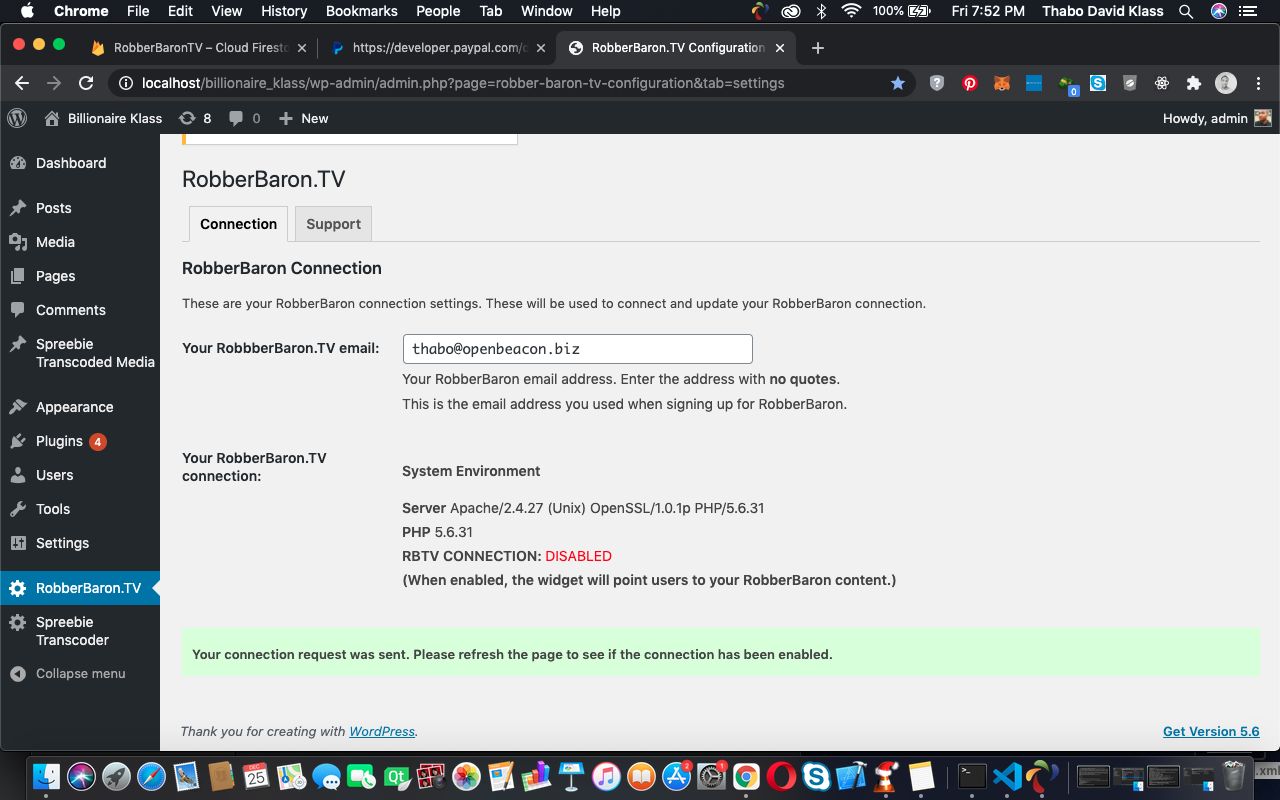 Chrome File Edit View History Bookmarks People Tab Window Help 100% Fri 7:52 PM Thabo David Klass
RobberBaronTV – Cloud Firesto https://developer.paypal.com/c RobberBaron.TV Configuration
localhost/billionaire_klass/wp-admin/admin.php?page=robber-baron-tv-configuration&tab=settings
0
Billionaire Klass 8 0 New Howdy, admin
Dashboard
Posts
Media
Pages
Comments
Spreebie
Transcoded Media
Appearance
Plugins 4
Users
Tools
Settings
RobberBaron.TV
Spreebie
Transcoder
Collapse menu
RobberBaron.TV
Connection Support
RobberBaron Connection
These are your RobberBaron connection settings. These will be used to connect and update your RobberBaron connection.
Your RobbberBaron.TV email: thabo@openbeacon.biz
Your RobberBaron email address. Enter the address with no quotes.
This is the email address you used when signing up for RobberBaron.
Your RobberBaron.TV
connection:
System Environment
Server Apache/2.4.27 (Unix) OpenSSL/1.0.1p PHP/5.6.31
PHP 5.6.31
RBTV CONNECTION: DISABLED
(When enabled, the widget will point users to your RobberBaron content.)
Your connection request was sent. Please refresh the page to see if the connection has been enabled.
Thank you for creating with WordPress. Get Version 5.6
DEC
25
Qt
2
1
.xml